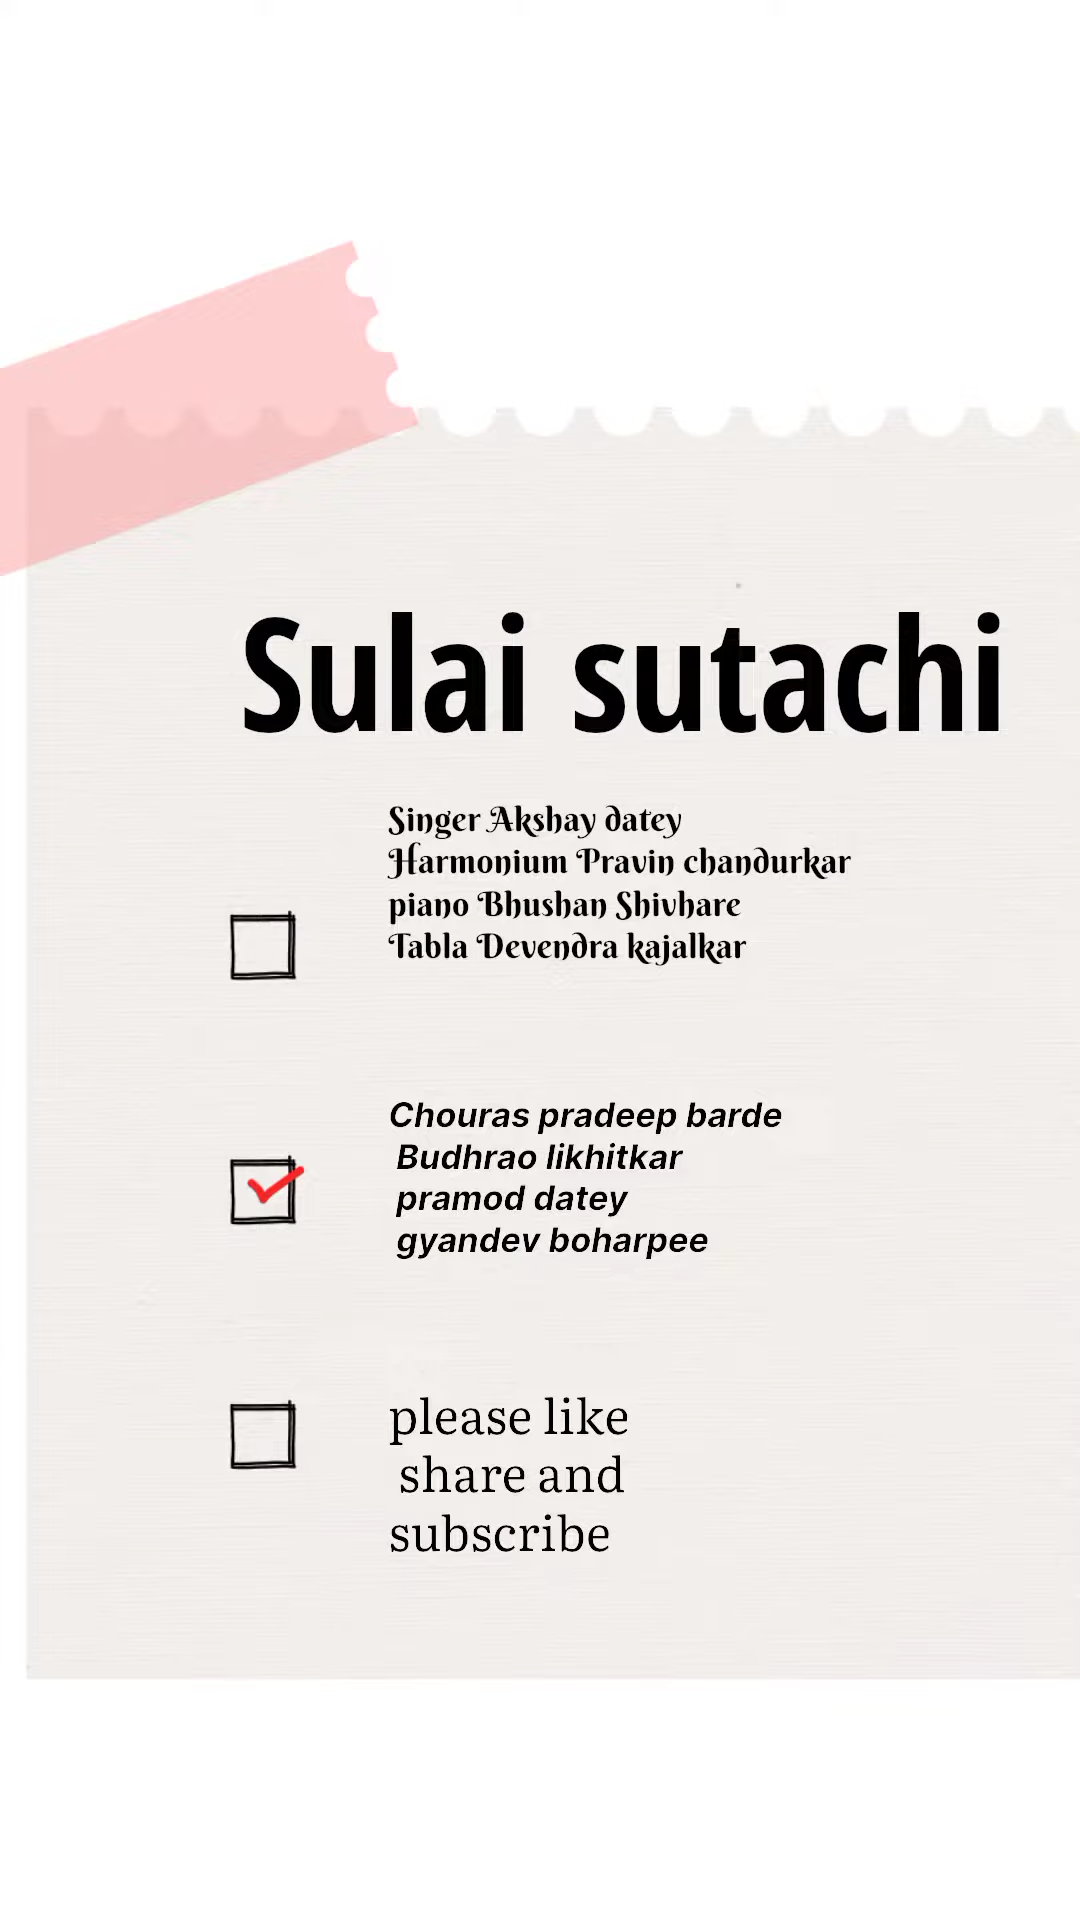 Sulai sutachi
Singer Akshay datey
Harmonium Pravin chandurkar
piano Bhushan Shivhare
Tabla Devendra kajalkar
Chouras pradeep barde
Budhrao likhitkar
pramod datey
gyandev boharpee
please like
share and
subscribe